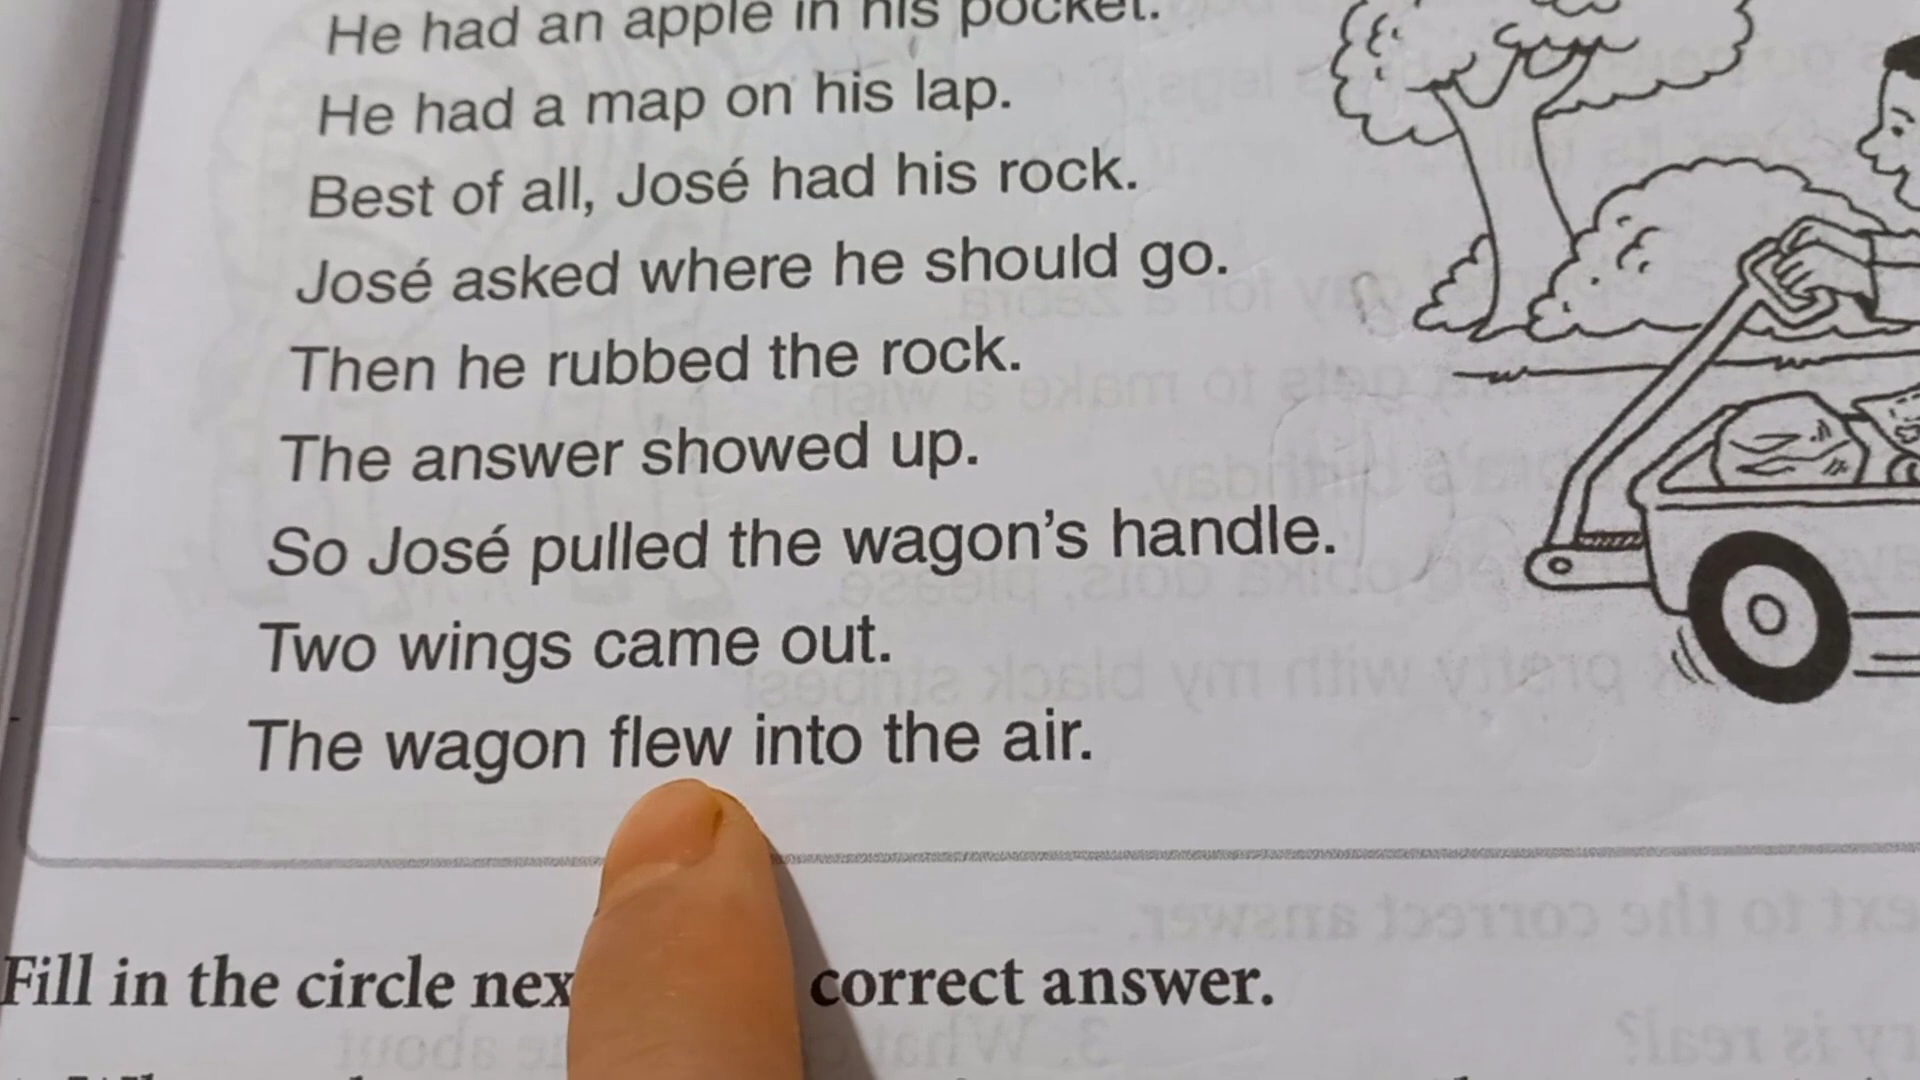 He had an apple in his pocket.
He had a map on his lap.
Best of all, José had his rock.
José asked where he should go.
Then he rubbed the rock.
The answer showed up.
So José pulled the wagon's handle.
Two wings came out.
The wagon flew into the air.
Fill in the circle correct answer.